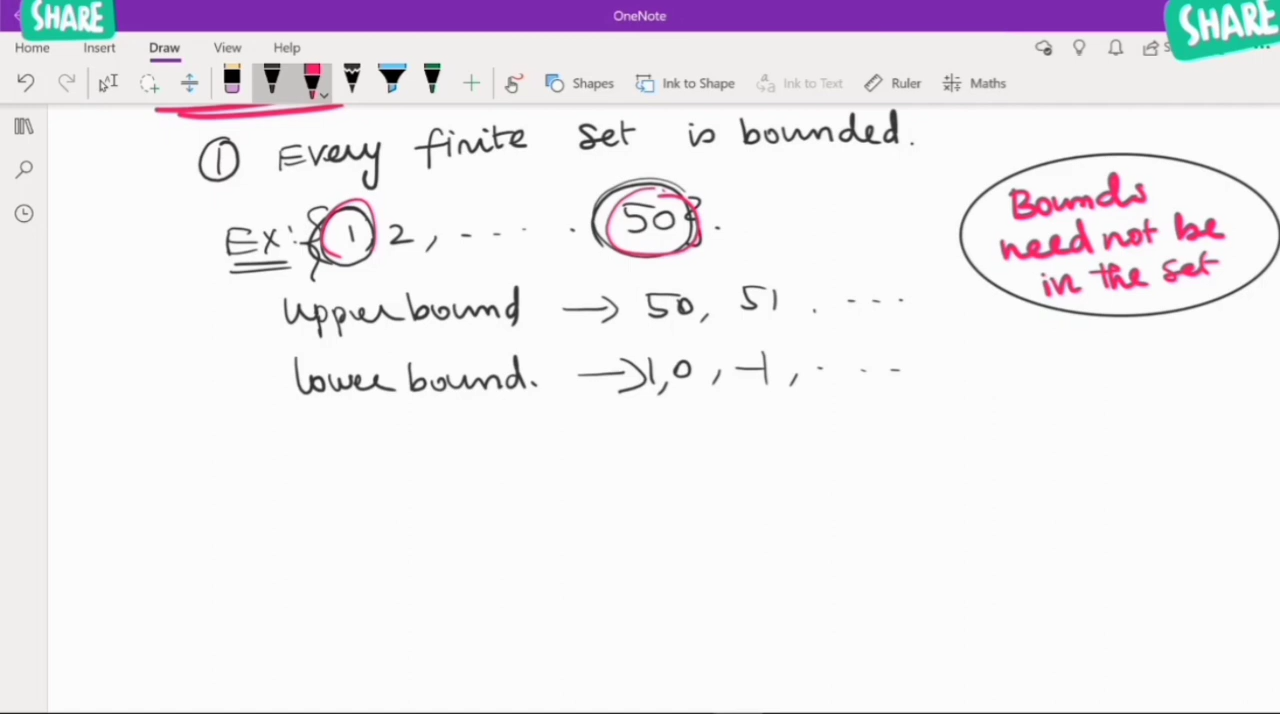 SHARE
OneNote
SHARE
Home Insert Draw View Help
Shapes Ink to Shape Ink to Text Ruler Maths
① Every finite set is bounded.
Ex: {1, 2, - - - . 50}.
Bounds
need not be
in the set
upper bound → 50, 51 . - - -
lower bound. → 1, 0, -1, . - -